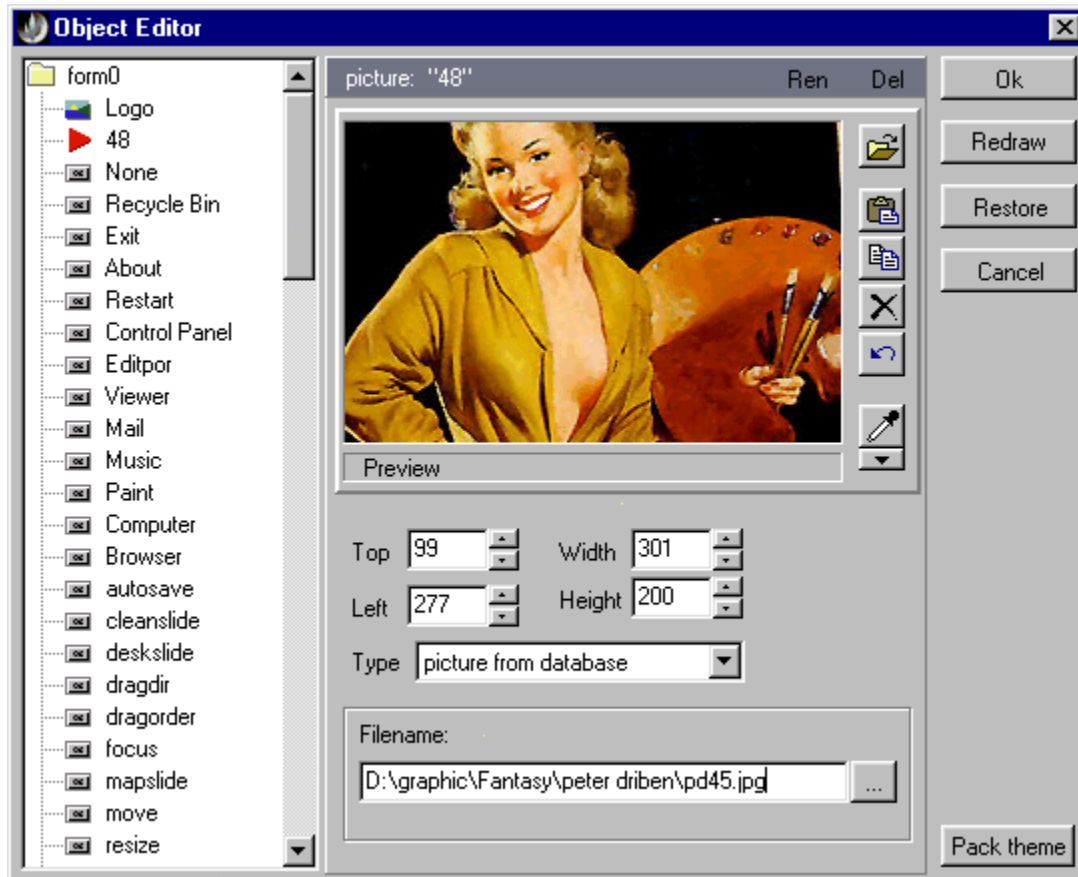 Object Editor
form0
Logo
48
None
Recycle Bin
Exit
About
Restart
Control Panel
Editpor
Viewer
Mail
Music
Paint
Computer
Browser
autosave
cleanslide
deskslide
dragdir
dragorder
focus
mapslide
move
resize
picture: "48" Ren Del
Preview
Top 99 Width 301
Left 277 Height 200
Type picture from database
Filename:
D:\graphic\Fantasy\peter driben\pd45.jpg ...
Ok
Redraw
Restore
Cancel
Pack theme